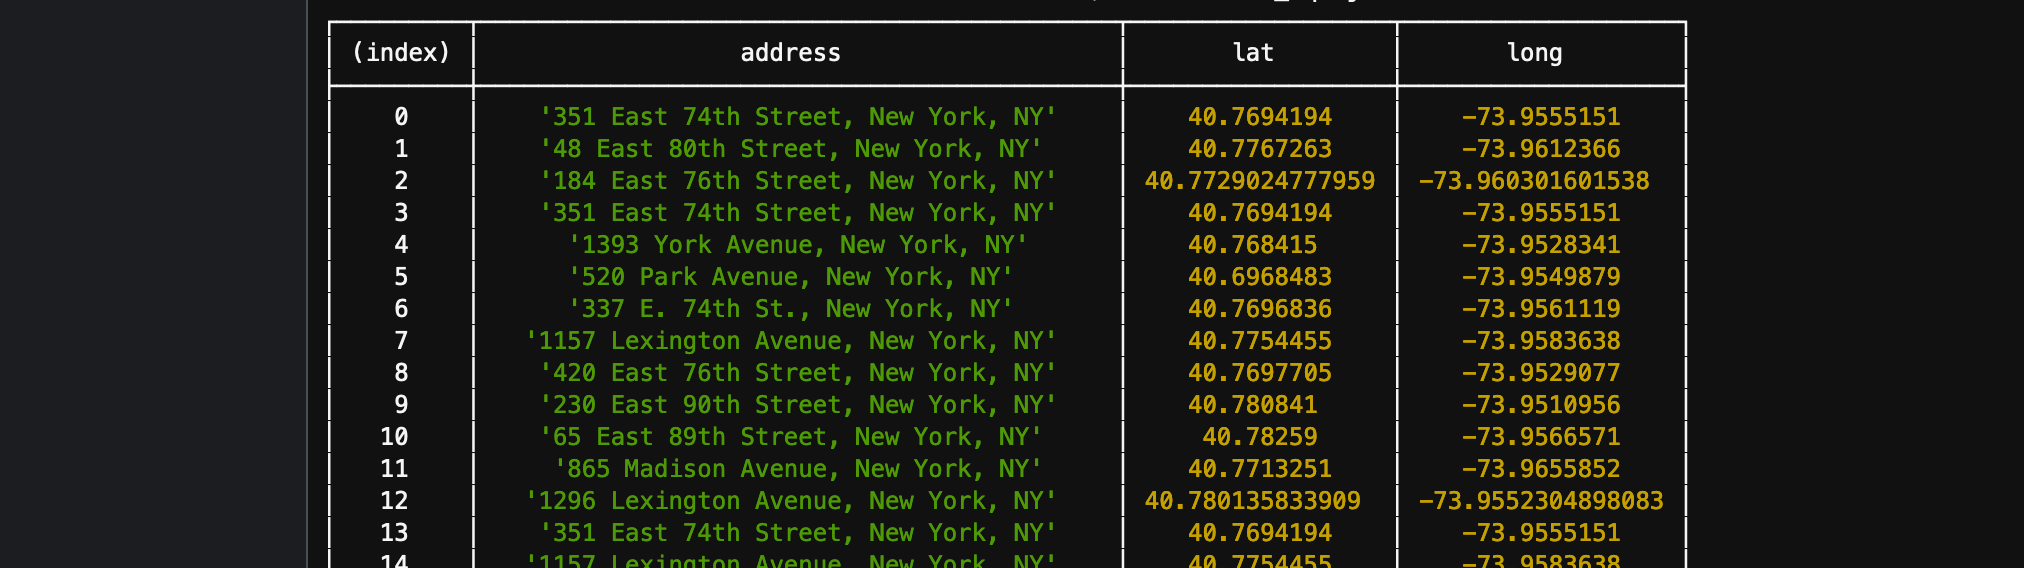 (index) address lat long
0 '351 East 74th Street, New York, NY' 40.7694194 -73.9555151
1 '48 East 80th Street, New York, NY' 40.7767263 -73.9612366
2 '184 East 76th Street, New York, NY' 40.7729024777959 -73.960301601538
3 '351 East 74th Street, New York, NY' 40.7694194 -73.9555151
4 '1393 York Avenue, New York, NY' 40.768415 -73.9528341
5 '520 Park Avenue, New York, NY' 40.6968483 -73.9549879
6 '337 E. 74th St., New York, NY' 40.7696836 -73.9561119
7 '1157 Lexington Avenue, New York, NY' 40.7754455 -73.9583638
8 '420 East 76th Street, New York, NY' 40.7697705 -73.9529077
9 '230 East 90th Street, New York, NY' 40.780841 -73.9510956
10 '65 East 89th Street, New York, NY' 40.78259 -73.9566571
11 '865 Madison Avenue, New York, NY' 40.7713251 -73.9655852
12 '1296 Lexington Avenue, New York, NY' 40.780135833909 -73.9552304898083
13 '351 East 74th Street, New York, NY' 40.7694194 -73.9555151
14 '1157 Lexington Avenue, New York, NY' 40.7754455 -73.9583638